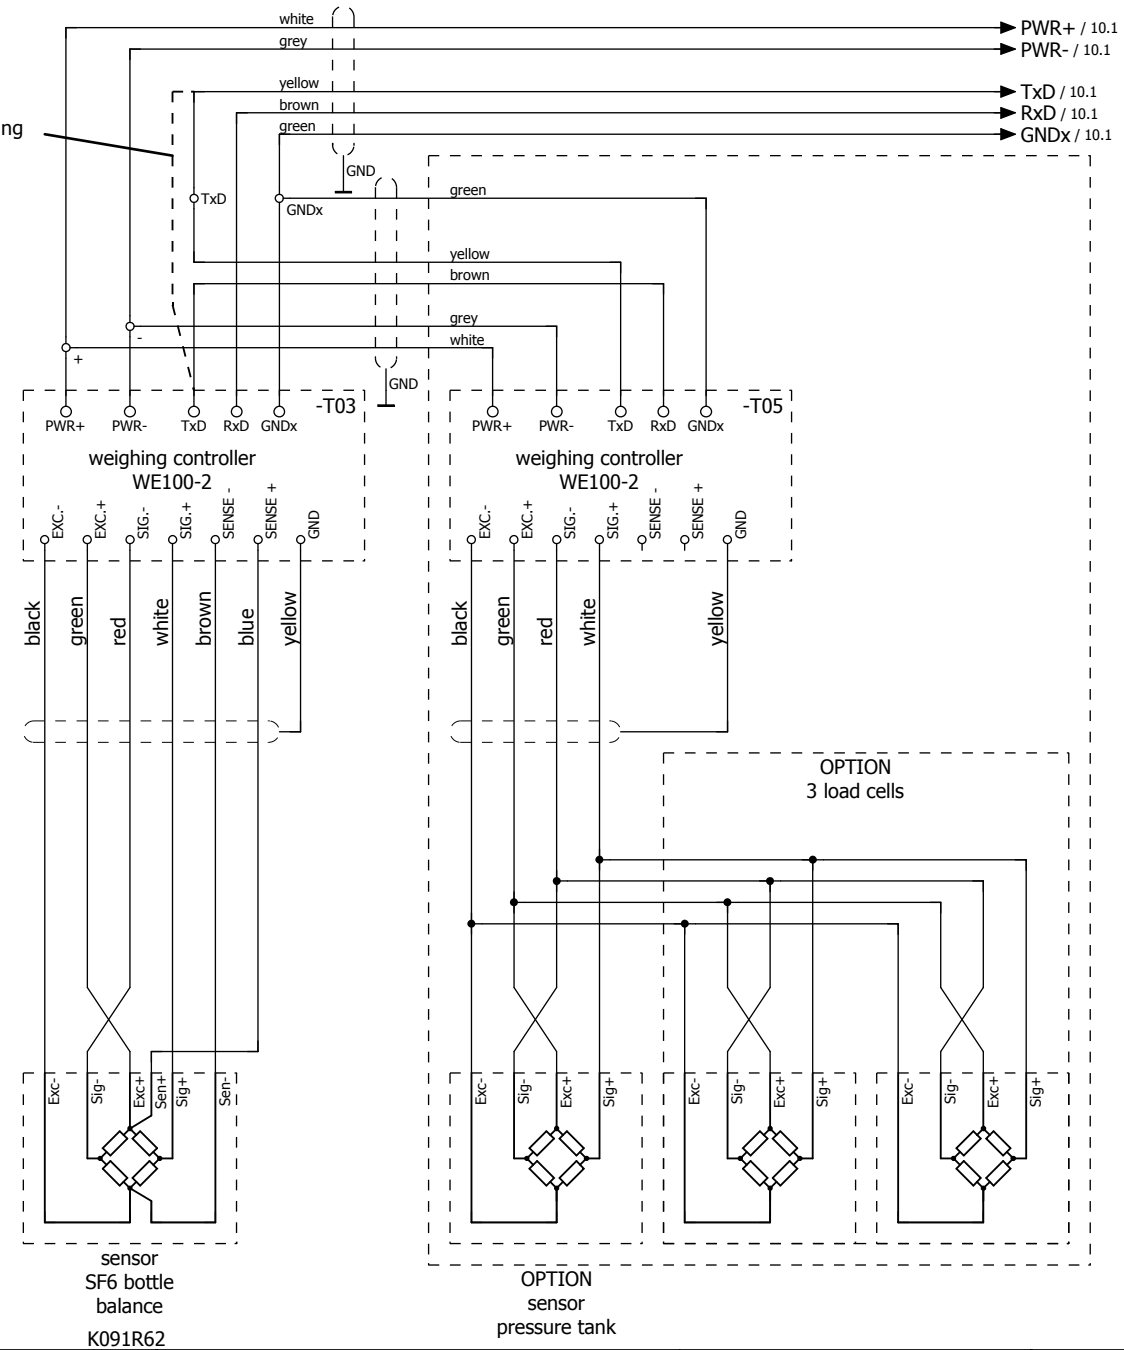 white
PWR+ / 10.1
grey
PWR- / 10.1
yellow
TxD / 10.1
brown
RxD / 10.1
green
GNDx / 10.1
ng
GND
TxD
GNDx
green
yellow
brown
grey
-
white
+
GND
-T03
PWR+ PWR- TxD RxD GNDx
weighing controller
WE100-2
EXC.- EXC.+ SIG.- SIG.+ SENSE - SENSE + GND
black green red white brown blue yellow
-T05
PWR+ PWR- TxD RxD GNDx
weighing controller
WE100-2
EXC.- EXC.+ SIG.- SIG.+ SENSE - SENSE + GND
black green red white yellow
OPTION
3 load cells
Exc- Sig- Exc+ Sen+ Sig+ Sen-
Exc- Sig- Exc+ Sig+
Exc- Sig- Exc+ Sig+
Exc- Sig- Exc+ Sig+
sensor
SF6 bottle
balance
K091R62
OPTION
sensor
pressure tank